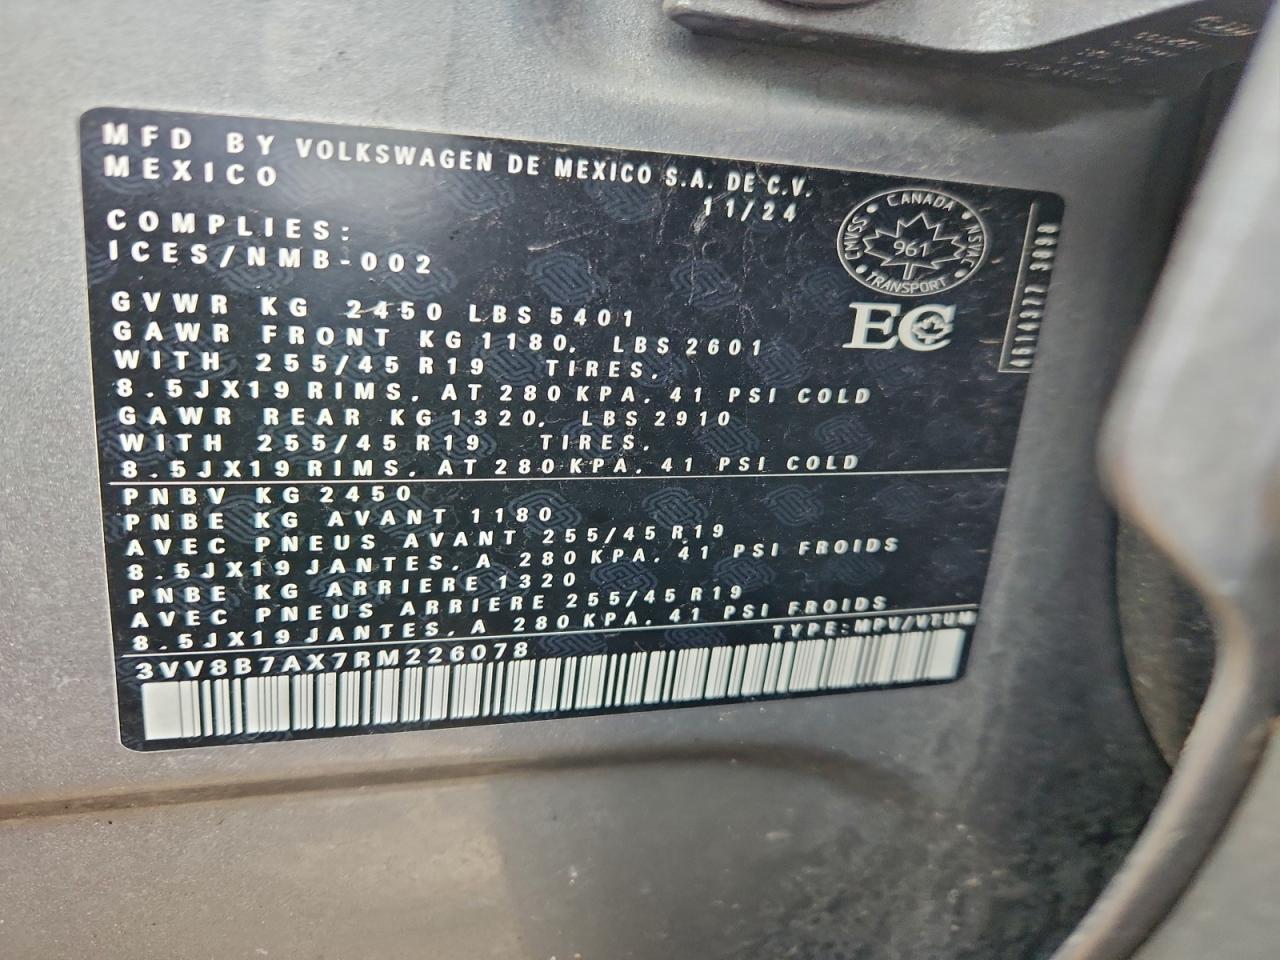 MFD BY VOLKSWAGEN DE MEXICO S.A. DE C.V.
MEXICO
11/24
COMPLIES:
ICES/NMB-002
CANADA
CMVSS
NSVAC
961
TRANSPORT
EC
GVWR KG 2450 LBS 5401
GAWR FRONT KG 1180, LBS 2601
WITH 255/45 R19 TIRES,
8.5JX19 RIMS, AT 280 KPA, 41 PSI COLD
GAWR REAR KG 1320, LBS 2910
WITH 255/45 R19 TIRES,
8.5JX19 RIMS, AT 280 KPA, 41 PSI COLD
PNBV KG 2450
PNBE KG AVANT 1180
AVEC PNEUS AVANT 255/45 R19
8.5JX19 JANTES, A 280 KPA, 41 PSI FROIDS
PNBE KG ARRIERE 1320
AVEC PNEUS ARRIERE 255/45 R19
8.5JX19 JANTES, A 280 KPA, 41 PSI FROIDS
TYPE: MPV/VTUM
3VV8B7AX7RM226078